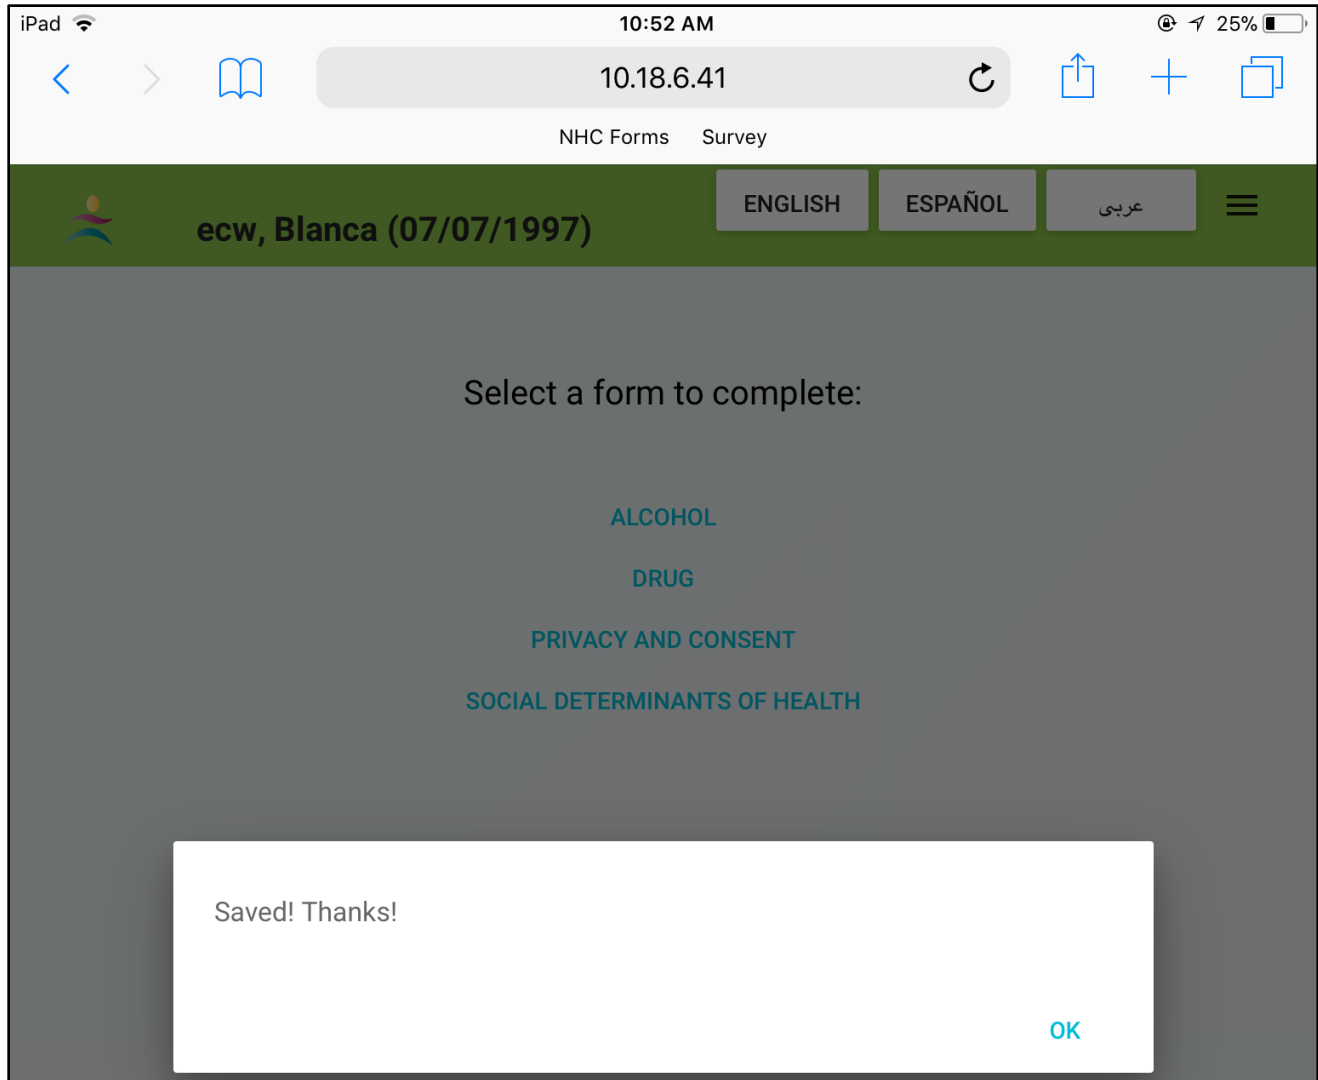 iPad 10:52 AM 25%
10.18.6.41
NHC Forms Survey
ecw, Blanca (07/07/1997) ENGLISH ESPAÑOL عربى
Select a form to complete:
ALCOHOL
DRUG
PRIVACY AND CONSENT
SOCIAL DETERMINANTS OF HEALTH
Saved! Thanks!
OK